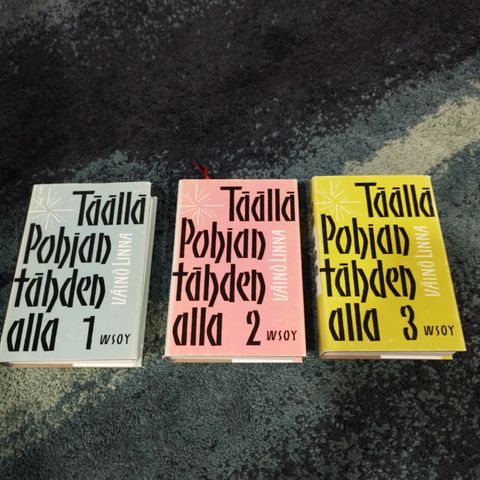 Täällä
Pohjan
tähden
alla 1
VÄINÖ LINNA
WSOY
Täällä
Pohjan
tähden
alla 2
VÄINÖ LINNA
WSOY
Täällä
Pohjan
tähden
alla 3
VÄINÖ LINNA
WSOY